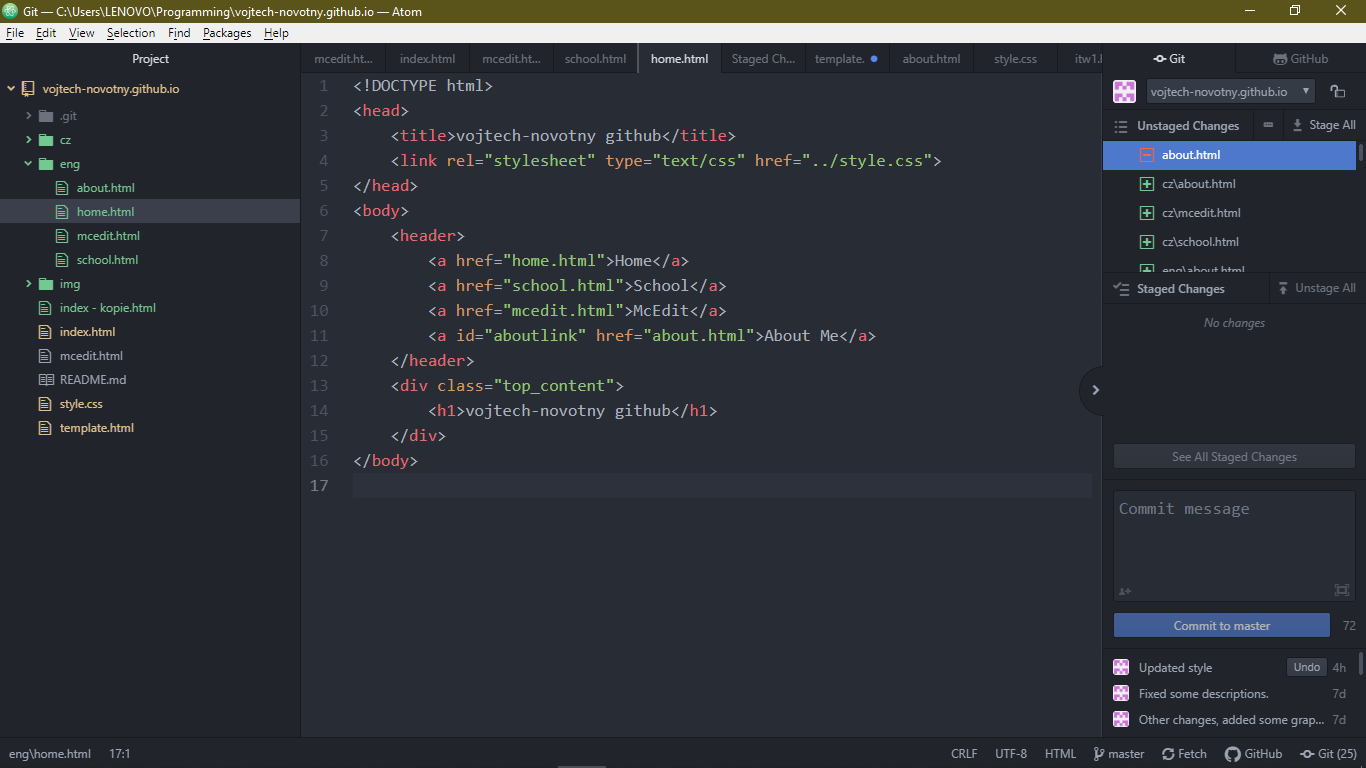 Git — C:\Users\LENOVO\Programming\vojtech-novotny.github.io — Atom
File Edit View Selection Find Packages Help
Project
vojtech-novotny.github.io
.git
cz
eng
about.html
home.html
mcedit.html
school.html
img
index - kopie.html
index.html
mcedit.html
README.md
style.css
template.html
mcedit.ht... index.html mcedit.ht... school.html home.html Staged Ch... template. about.html style.css itw1.h
1 <!DOCTYPE html>
2 <head>
3 <title>vojtech-novotny github</title>
4 <link rel="stylesheet" type="text/css" href="../style.css">
5 </head>
6 <body>
7 <header>
8 <a href="home.html">Home</a>
9 <a href="school.html">School</a>
10 <a href="mcedit.html">McEdit</a>
11 <a id="aboutlink" href="about.html">About Me</a>
12 </header>
13 <div class="top_content">
14 <h1>vojtech-novotny github</h1>
15 </div>
16 </body>
17
Git GitHub
vojtech-novotny.github.io
Unstaged Changes Stage All
about.html
cz\about.html
cz\mcedit.html
cz\school.html
eng\about.html
Staged Changes Unstage All
No changes
See All Staged Changes
Commit message
Commit to master 72
Updated style Undo 4h
Fixed some descriptions. 7d
Other changes, added some grap... 7d
eng\home.html 17:1 CRLF UTF-8 HTML master Fetch GitHub Git (25)